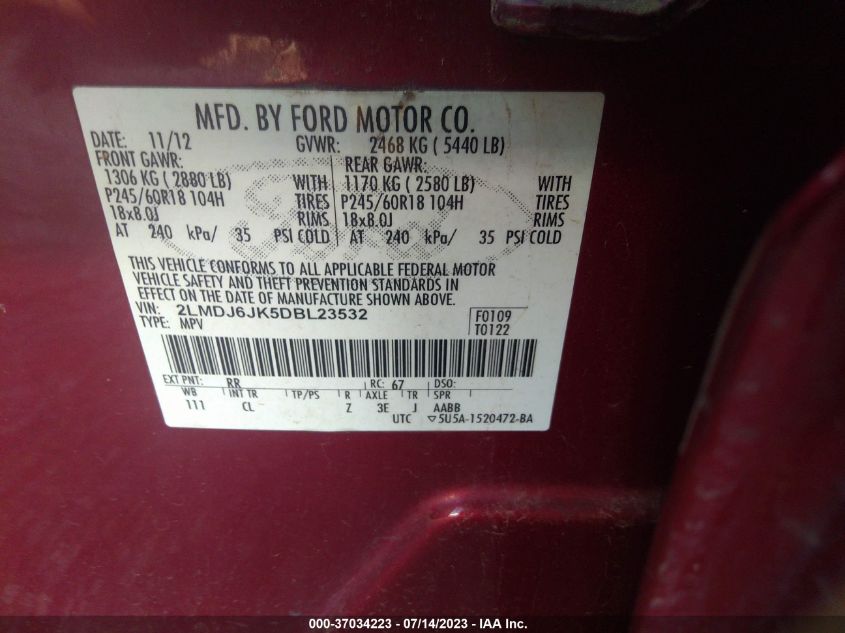 MFD. BY FORD MOTOR CO.
DATE: 11/12 GVWR: 2468 KG ( 5440 LB)
FRONT GAWR: REAR GAWR:
1306 KG ( 2880 LB) WITH 1170 KG ( 2580 LB) WITH
P245/60R18 104H TIRES P245/60R18 104H TIRES
18x8.0J RIMS 18x8.0J RIMS
AT 240 kPa/ 35 PSI COLD AT 240 kPa/ 35 PSI COLD
THIS VEHICLE CONFORMS TO ALL APPLICABLE FEDERAL MOTOR
VEHICLE SAFETY AND THEFT PREVENTION STANDARDS IN
EFFECT ON THE DATE OF MANUFACTURE SHOWN ABOVE.
VIN: 2LMDJ6JK5DBL23532 F0109
TYPE: MPV T0122
EXT PNT: RR RC: 67 DSO:
WB INT TR TP/PS R AXLE TR SPR
111 CL Z 3E J AABB
UTC ▽5U5A-1520472-BA
000-37034223 - 07/14/2023 - IAA Inc.